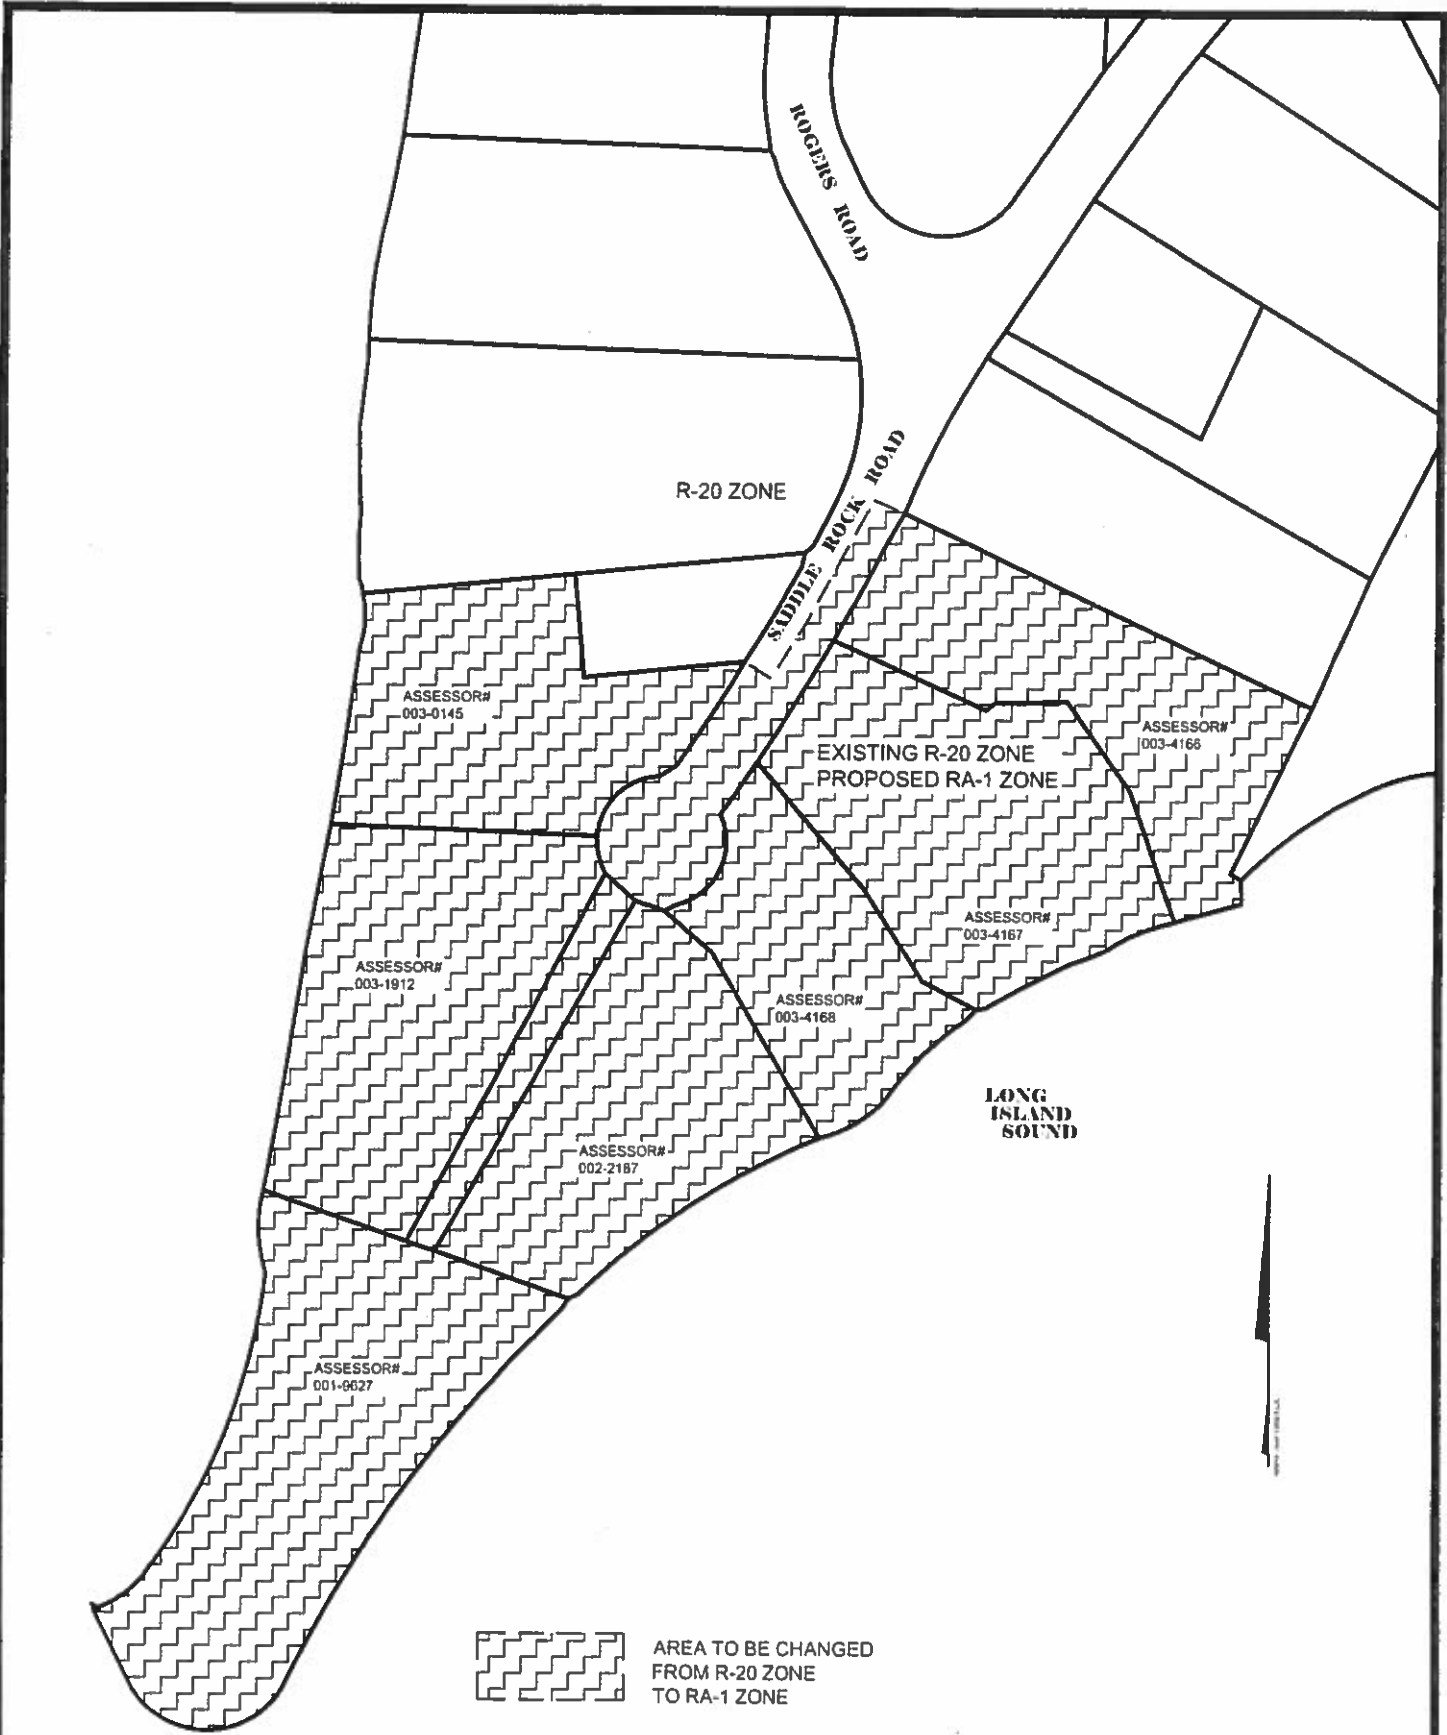 ROGERS ROAD
SADDLE ROCK ROAD
R-20 ZONE
ASSESSOR#
003-0145
ASSESSOR#
003-4166
EXISTING R-20 ZONE
PROPOSED RA-1 ZONE
ASSESSOR#
003-4167
ASSESSOR#
003-1912
ASSESSOR#
003-4168
LONG
ISLAND
SOUND
ASSESSOR#
002-2187
ASSESSOR#
001-9627
AREA TO BE CHANGED
FROM R-20 ZONE
TO RA-1 ZONE